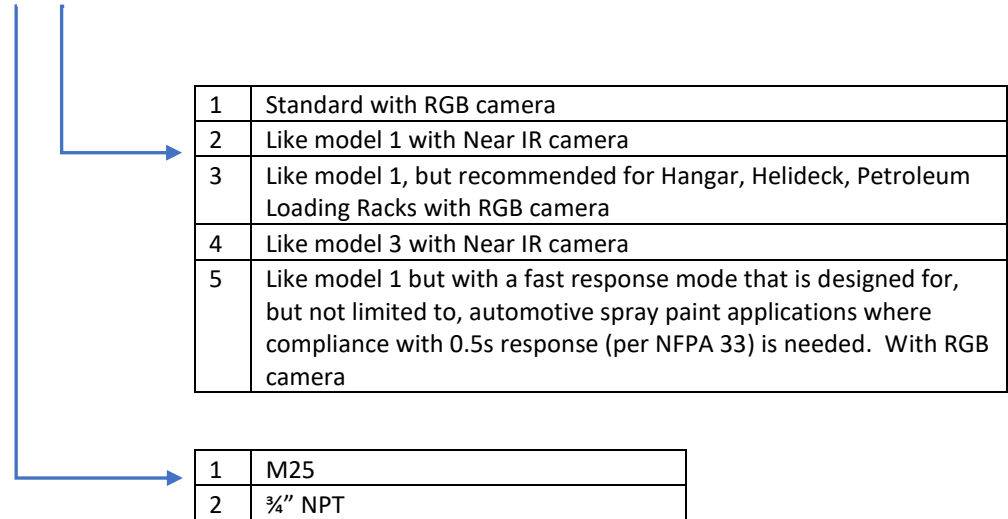 1 Standard with RGB camera
2 Like model 1 with Near IR camera
3 Like model 1, but recommended for Hangar, Helideck, Petroleum
Loading Racks with RGB camera
4 Like model 3 with Near IR camera
5 Like model 1 but with a fast response mode that is designed for,
but not limited to, automotive spray paint applications where
compliance with 0.5s response (per NFPA 33) is needed.  With RGB
camera
1 M25
2 ¾” NPT